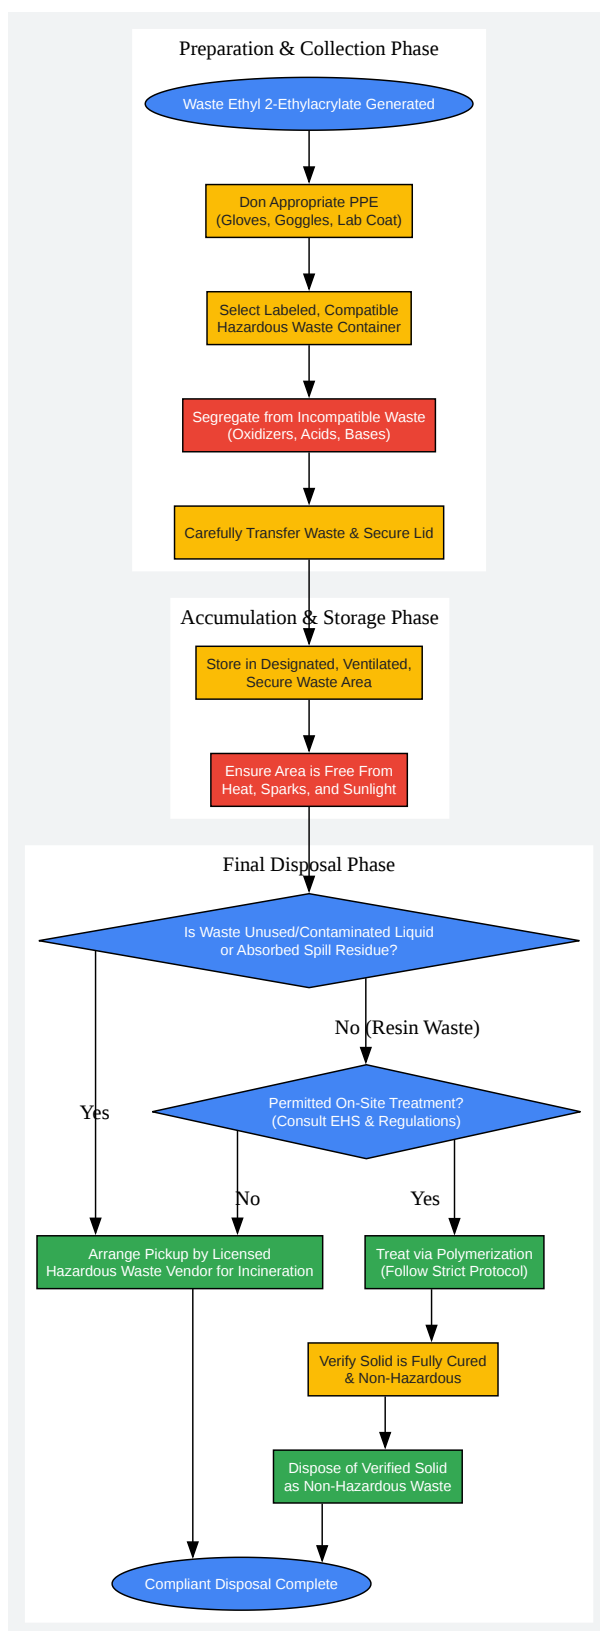 Preparation & Collection Phase
Waste Ethyl 2-Ethylacrylate Generated
Don Appropriate PPE
(Gloves, Goggles, Lab Coat)
Select Labeled, Compatible
Hazardous Waste Container
Segregate from Incompatible Waste
(Oxidizers, Acids, Bases)
Carefully Transfer Waste & Secure Lid
Accumulation & Storage Phase
Store in Designated, Ventilated,
Secure Waste Area
Ensure Area is Free From
Heat, Sparks, and Sunlight
Final Disposal Phase
Is Waste Unused/Contaminated Liquid
or Absorbed Spill Residue?
No (Resin Waste)
Permitted On-Site Treatment?
(Consult EHS & Regulations)
Yes
No
Yes
Arrange Pickup by Licensed
Hazardous Waste Vendor for Incineration
Treat via Polymerization
(Follow Strict Protocol)
Verify Solid is Fully Cured
& Non-Hazardous
Dispose of Verified Solid
as Non-Hazardous Waste
Compliant Disposal Complete